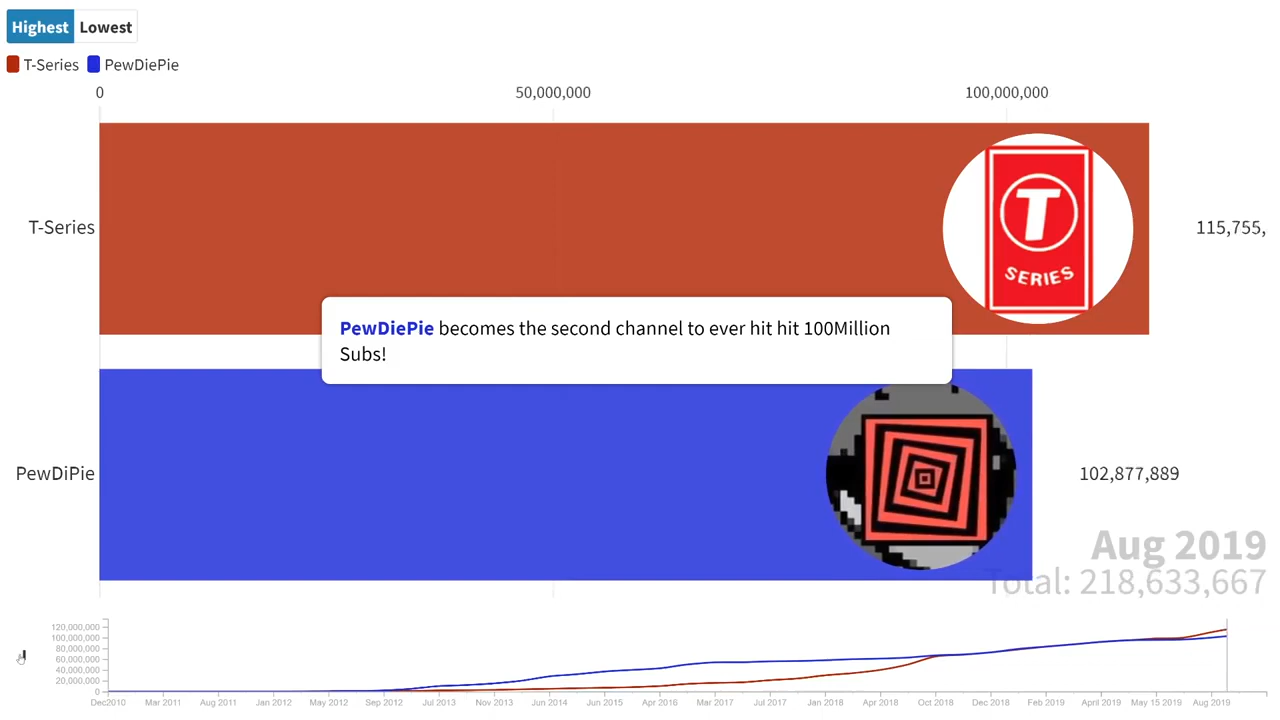 Highest Lowest
T-Series PewDiePie
0 50,000,000 100,000,000
T-Series
T
SERIES
115,755,
PewDiePie becomes the second channel to ever hit hit 100Million
Subs!
PewDiPie
102,877,889
Aug 2019
Total: 218,633,667
120,000,000
100,000,000
80,000,000
60,000,000
40,000,000
20,000,000
0
Dec2010 Mar 2011 Aug 2011 Jan 2012 May 2012 Sep 2012 Jul 2013 Nov 2013 Jun 2014 Jun 2015 Apr 2016 Mar 2017 Jul 2017 Jan 2018 Apr 2018 Oct 2018 Dec 2018 Feb 2019 April 2019 May 15 2019 Aug 2019